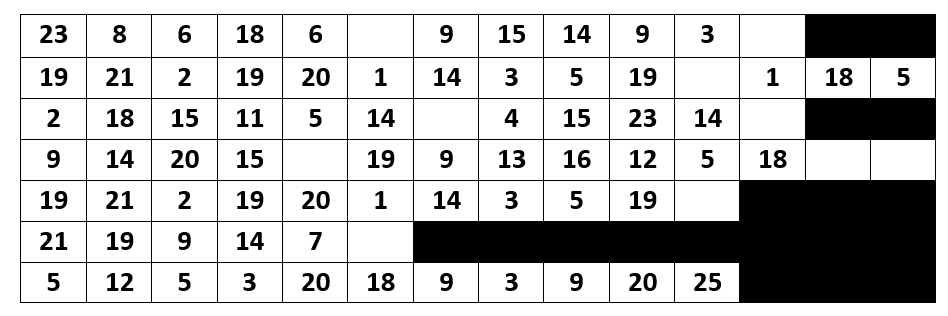 23 8 6 18 6 9 15 14 9 3
19 21 2 19 20 1 14 3 5 19 1 18 5
2 18 15 11 5 14 4 15 23 14
9 14 20 15 19 9 13 16 12 5 18
19 21 2 19 20 1 14 3 5 19
21 19 9 14 7
5 12 5 3 20 18 9 3 9 20 25